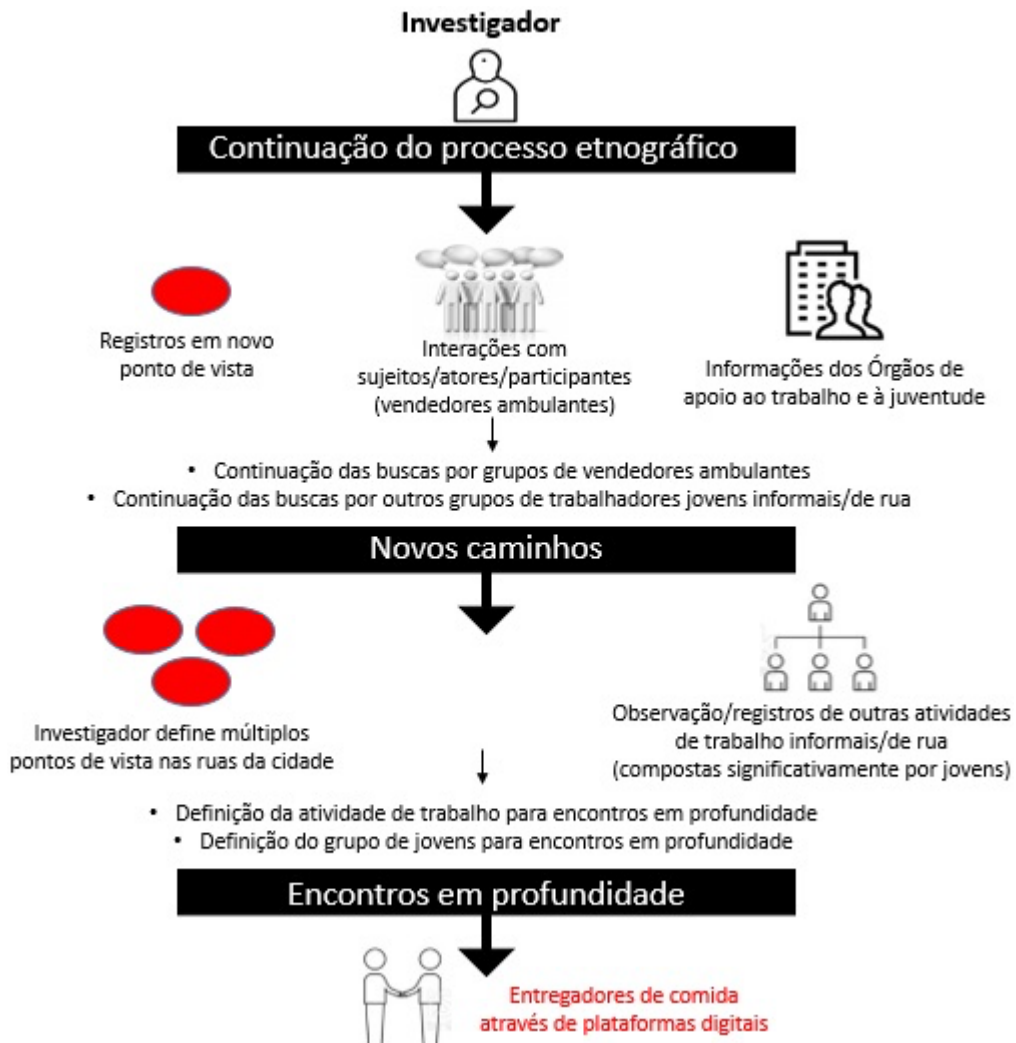 Investigador
Continuação do processo etnográfico
Registros em novo
ponto de vista
Interações com
sujeitos/atores/participantes
(vendedores ambulantes)
Informações dos Órgãos de
apoio ao trabalho e à juventude
• Continuação das buscas por grupos de vendedores ambulantes
• Continuação das buscas por outros grupos de trabalhadores jovens informais/de rua
Novos caminhos
Investigador define múltiplos
pontos de vista nas ruas da cidade
Observação/registros de outras atividades
de trabalho informais/de rua
(compostas significativamente por jovens)
• Definição da atividade de trabalho para encontros em profundidade
• Definição do grupo de jovens para encontros em profundidade
Encontros em profundidade
Entregadores de comida
através de plataformas digitais